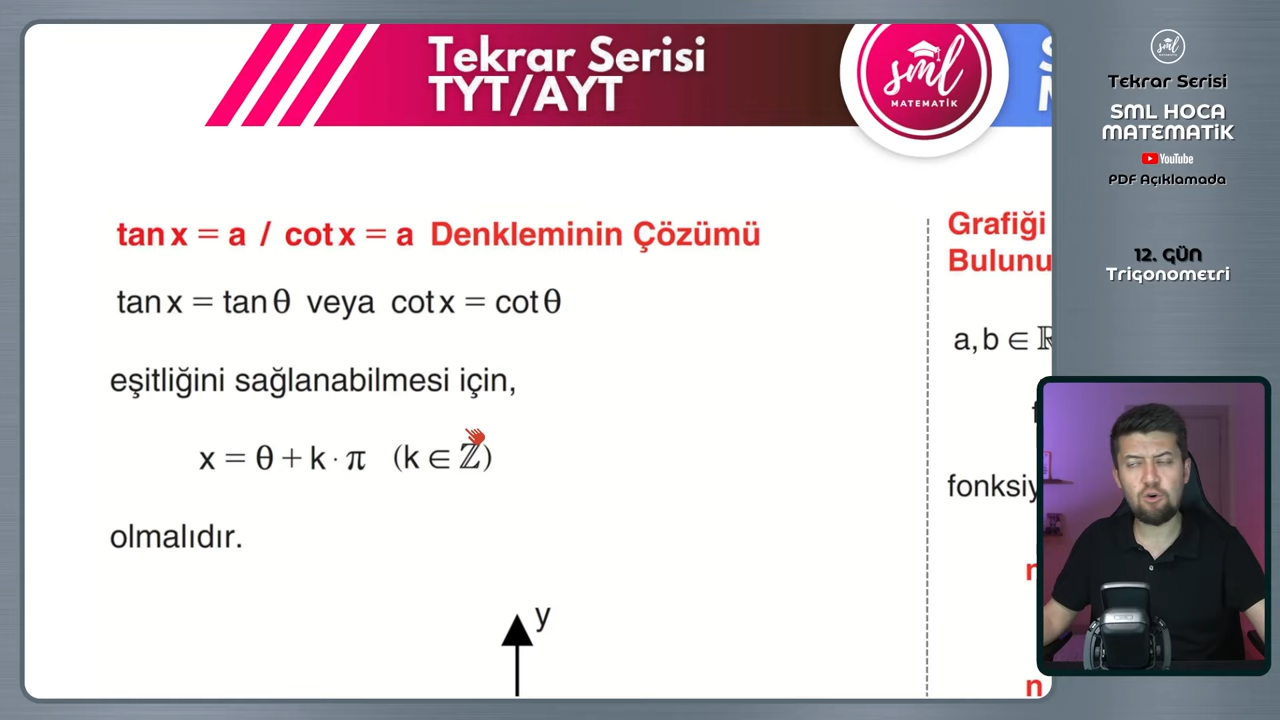 Tekrar Serisi
TYT/AYT
sml
MATEMATİK
tan x = a / cot x = a Denkleminin Çözümü
tan x = tan θ veya cot x = cot θ
eşitliğini sağlanabilmesi için,
x = θ + k · π (k ∈ ℤ)
olmalıdır.
y
Grafiği
Bulunu
a, b ∈ ℝ
f
fonksiy
n
sml
Tekrar Serisi
SML HOCA
MATEMATİK
YouTube
PDF Açıklamada
12. GÜN
Trigonometri